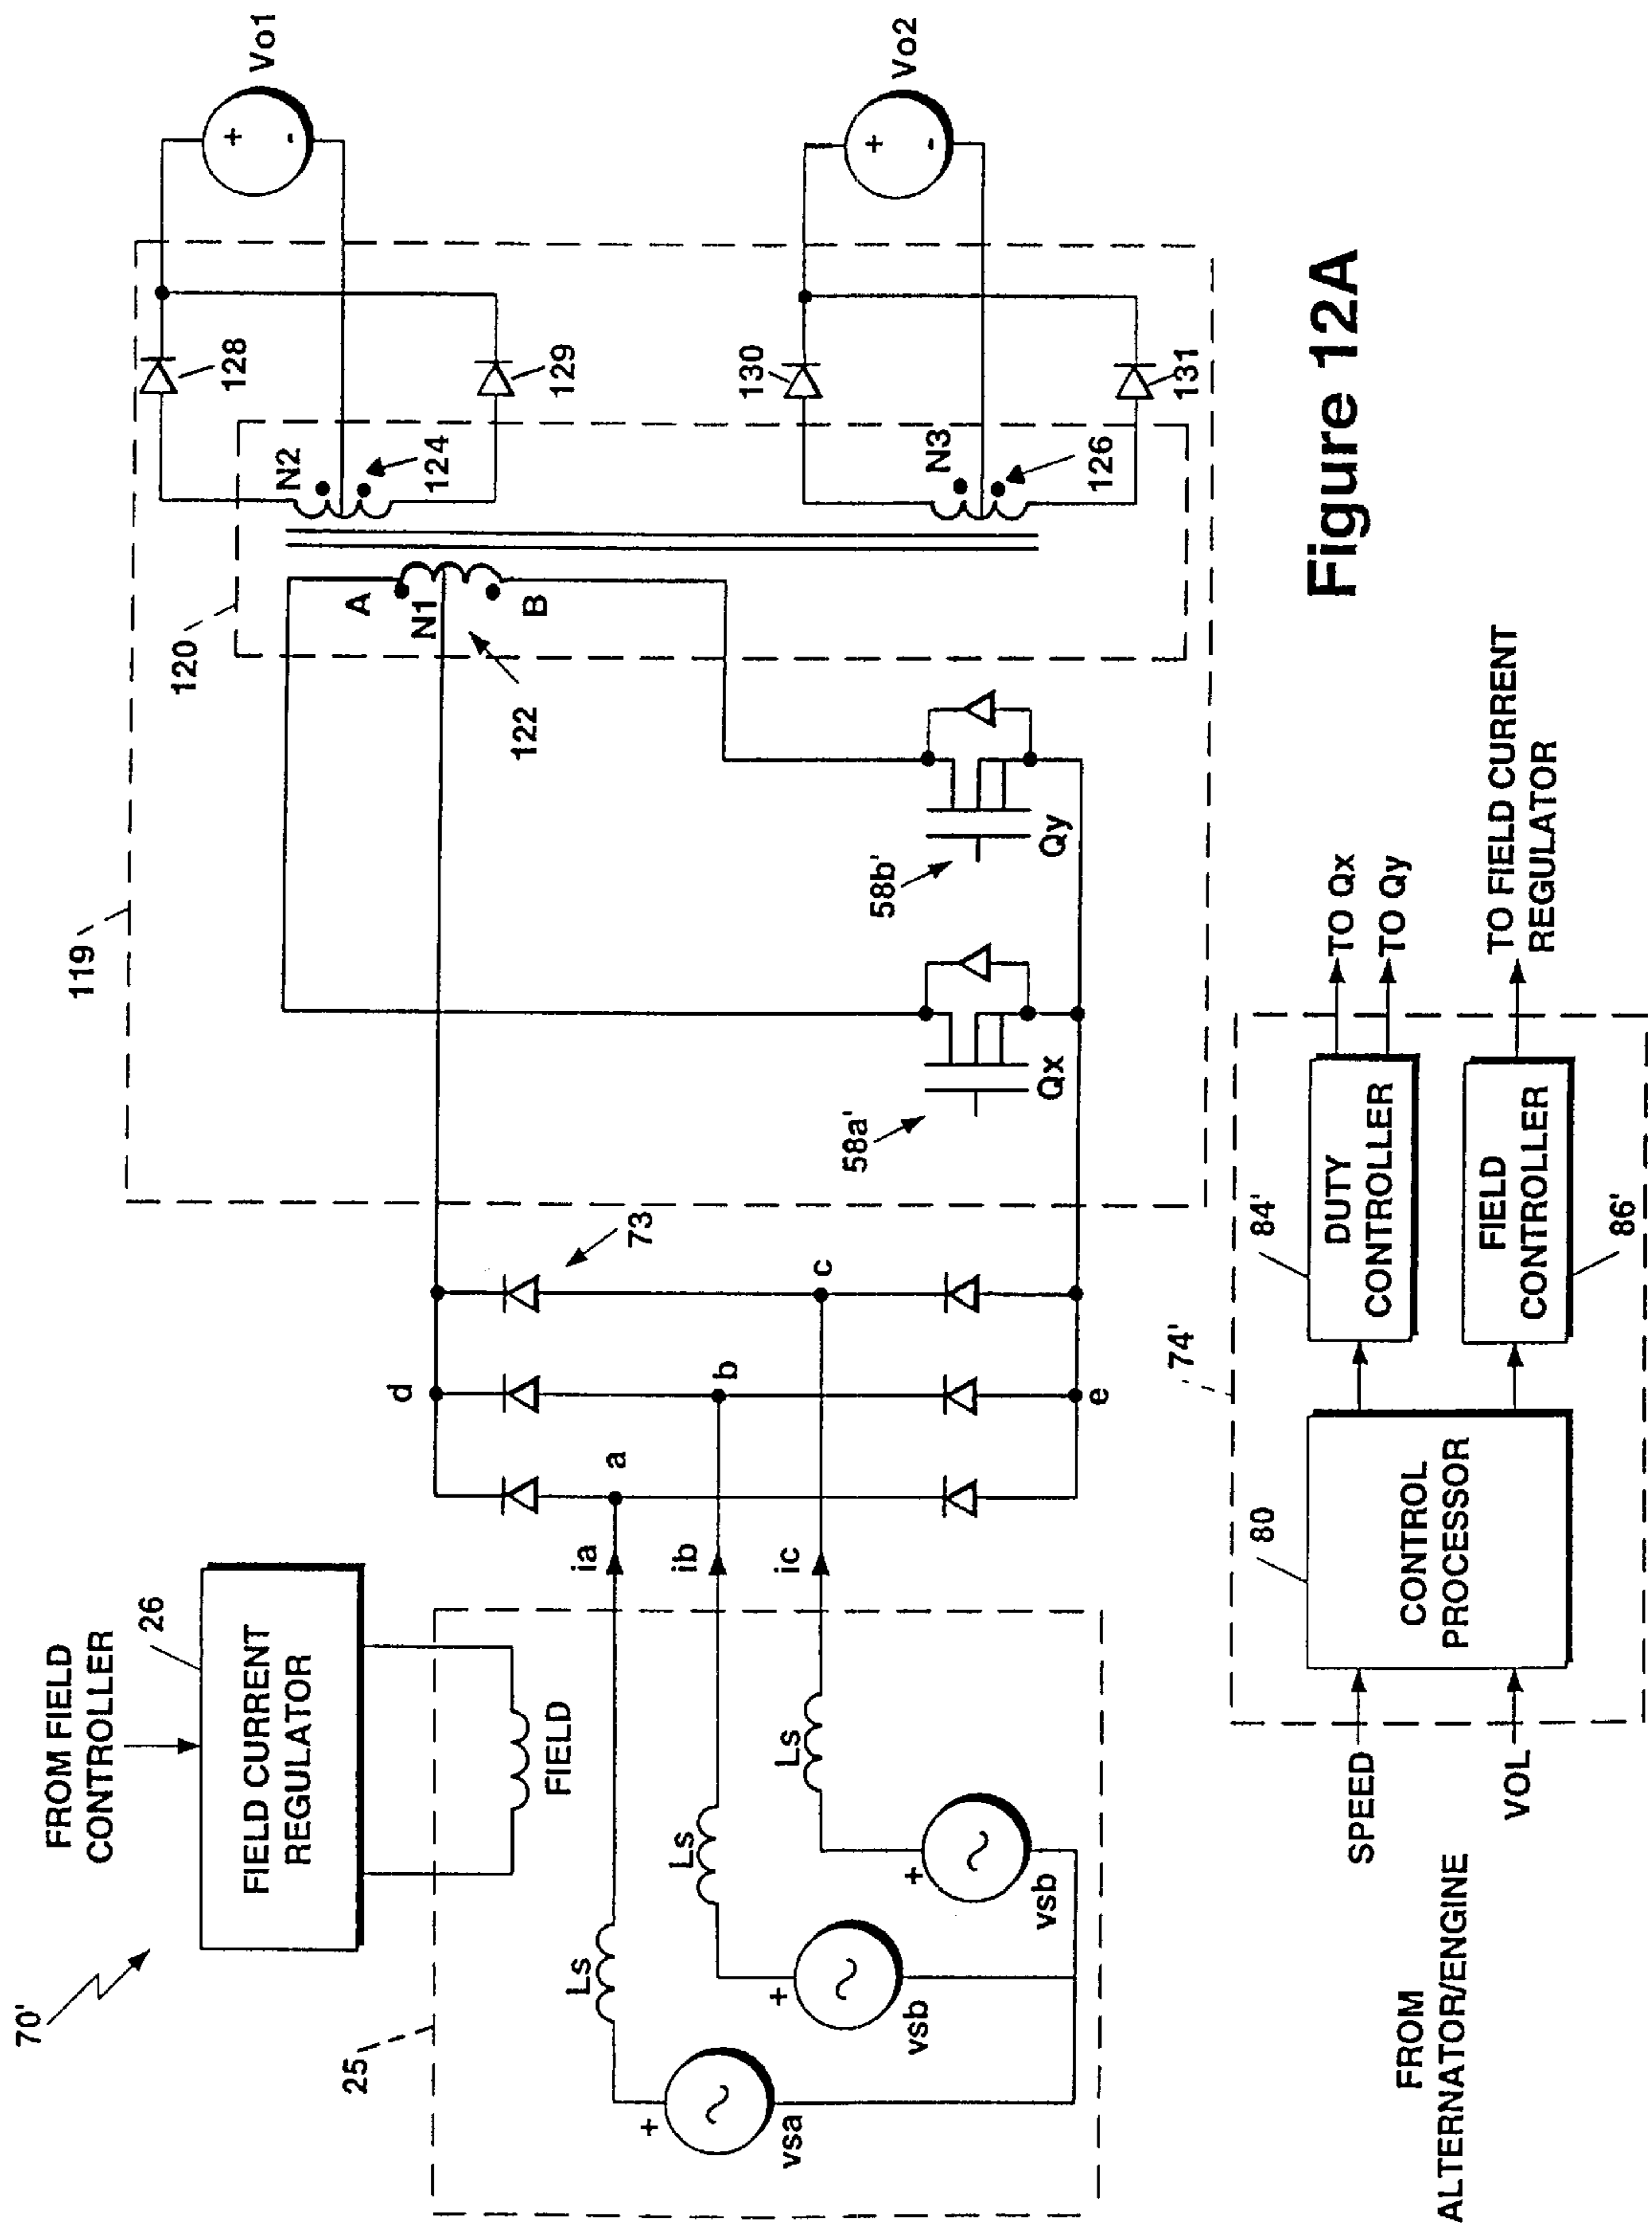 70'
FROM FIELD
CONTROLLER
26
FIELD CURRENT
REGULATOR
FIELD
25
Ls
Ls
Ls
+
vsa
+
vsb
+
vsb
ia
ib
ic
a
b
c
d
e
73
119
120
A
N1
B
122
58a'
Qx
58b'
Qy
N2
124
N3
126
128
129
130
131
+
-
Vo1
+
-
Vo2
FROM
ALTERNATOR/ENGINE
SPEED
VOL
80
CONTROL
PROCESSOR
74'
84'
DUTY
CONTROLLER
FIELD
CONTROLLER
86'
TO Qx
TO Qy
TO FIELD CURRENT
REGULATOR
Figure 12A